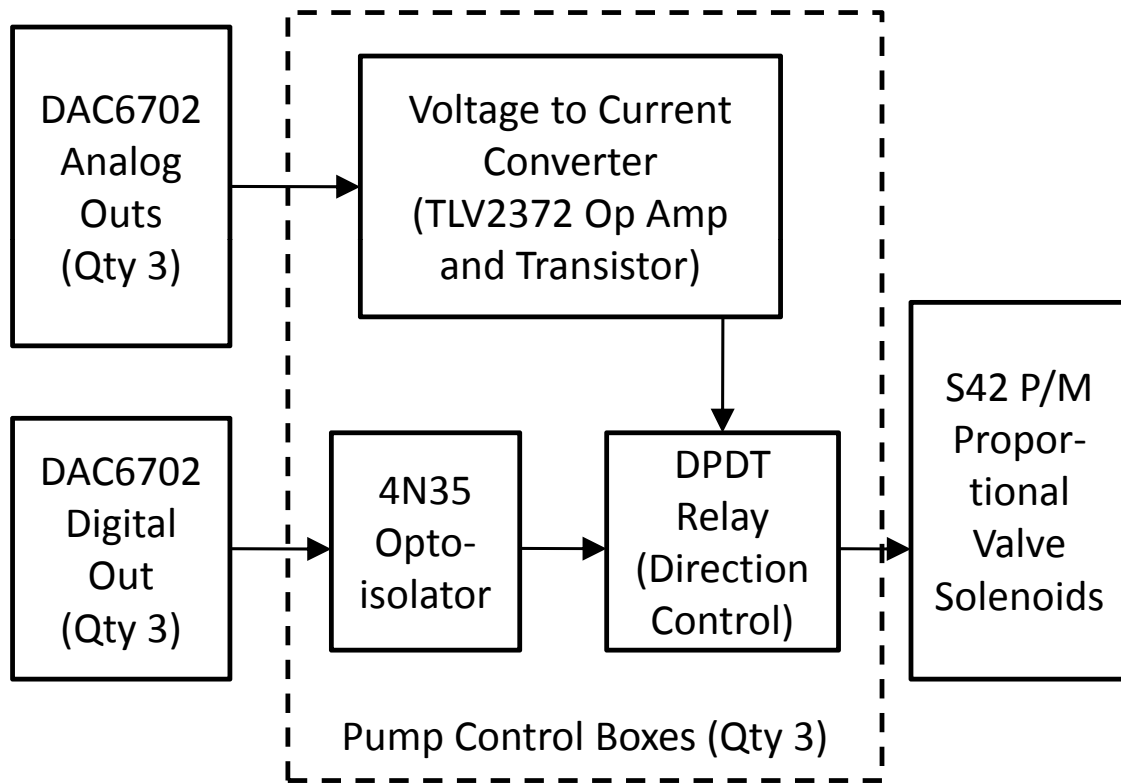 DAC6702
Analog
Outs
(Qty 3)
Voltage to Current
Converter
(TLV2372 Op Amp
and Transistor)
DAC6702
Digital
Out
(Qty 3)
4N35
Opto-
isolator
DPDT
Relay
(Direction
Control)
S42 P/M
Propor-
tional
Valve
Solenoids
Pump Control Boxes (Qty 3)